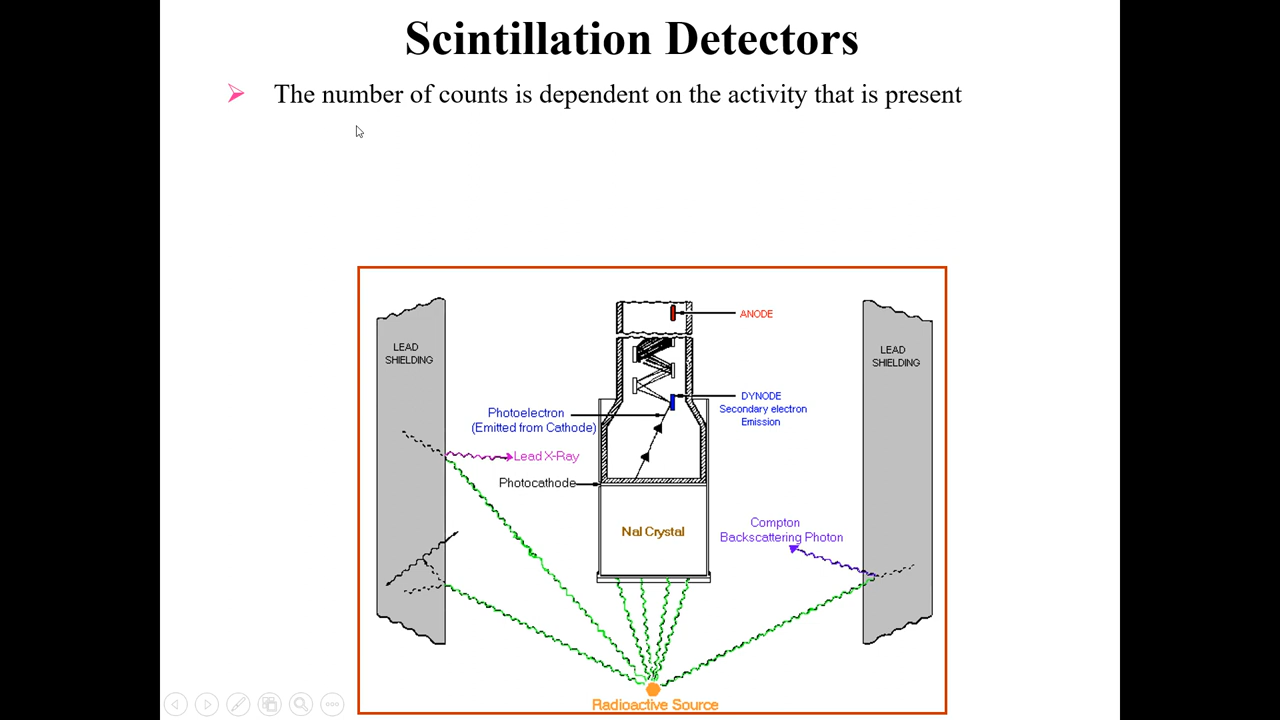 Scintillation Detectors
The number of counts is dependent on the activity that is present
ANODE
LEAD
SHIELDING
LEAD
SHIELDING
DYNODE
Secondary electron
Emission
Photoelectron
(Emitted from Cathode)
Lead X-Ray
Photocathode
NaI Crystal
Compton
Backscattering Photon
Radioactive Source